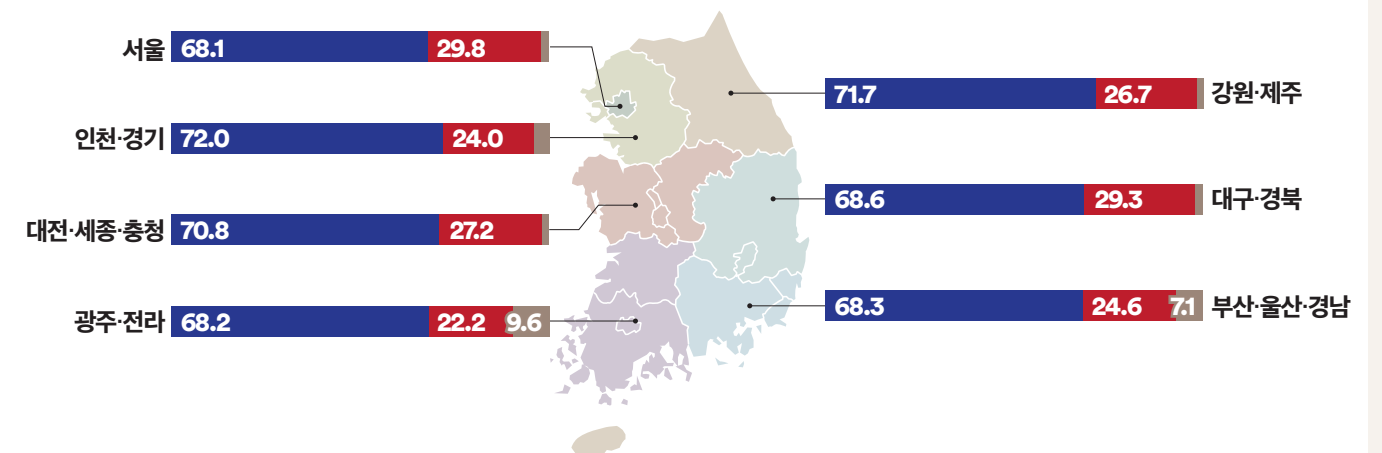 서울 68.1 29.8
인천·경기 72.0 24.0
대전·세종·충청 70.8 27.2
광주·전라 68.2 22.2 9.6
71.7 26.7 강원·제주
68.6 29.3 대구·경북
68.3 24.6 7.1 부산·울산·경남